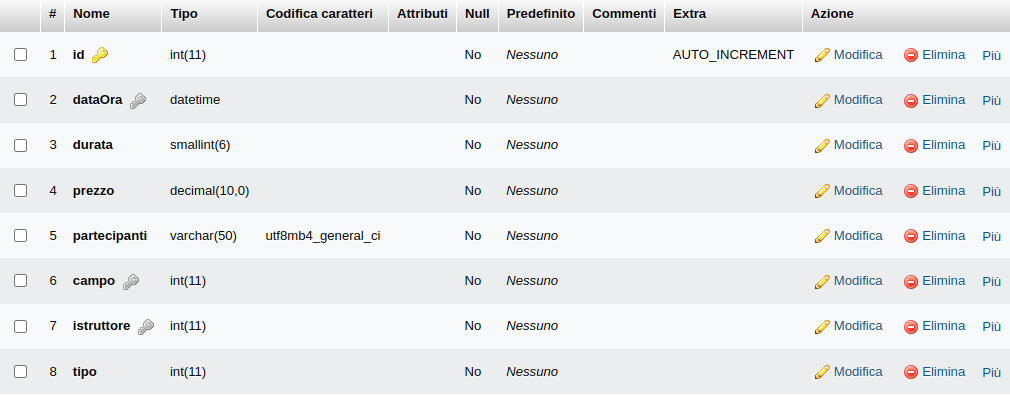 # Nome Tipo Codifica caratteri Attributi Null Predefinito Commenti Extra Azione
1 id int(11) No Nessuno AUTO_INCREMENT Modifica Elimina Più
2 dataOra datetime No Nessuno Modifica Elimina Più
3 durata smallint(6) No Nessuno Modifica Elimina Più
4 prezzo decimal(10,0) No Nessuno Modifica Elimina Più
5 partecipanti varchar(50) utf8mb4_general_ci No Nessuno Modifica Elimina Più
6 campo int(11) No Nessuno Modifica Elimina Più
7 istruttore int(11) No Nessuno Modifica Elimina Più
8 tipo int(11) No Nessuno Modifica Elimina Più